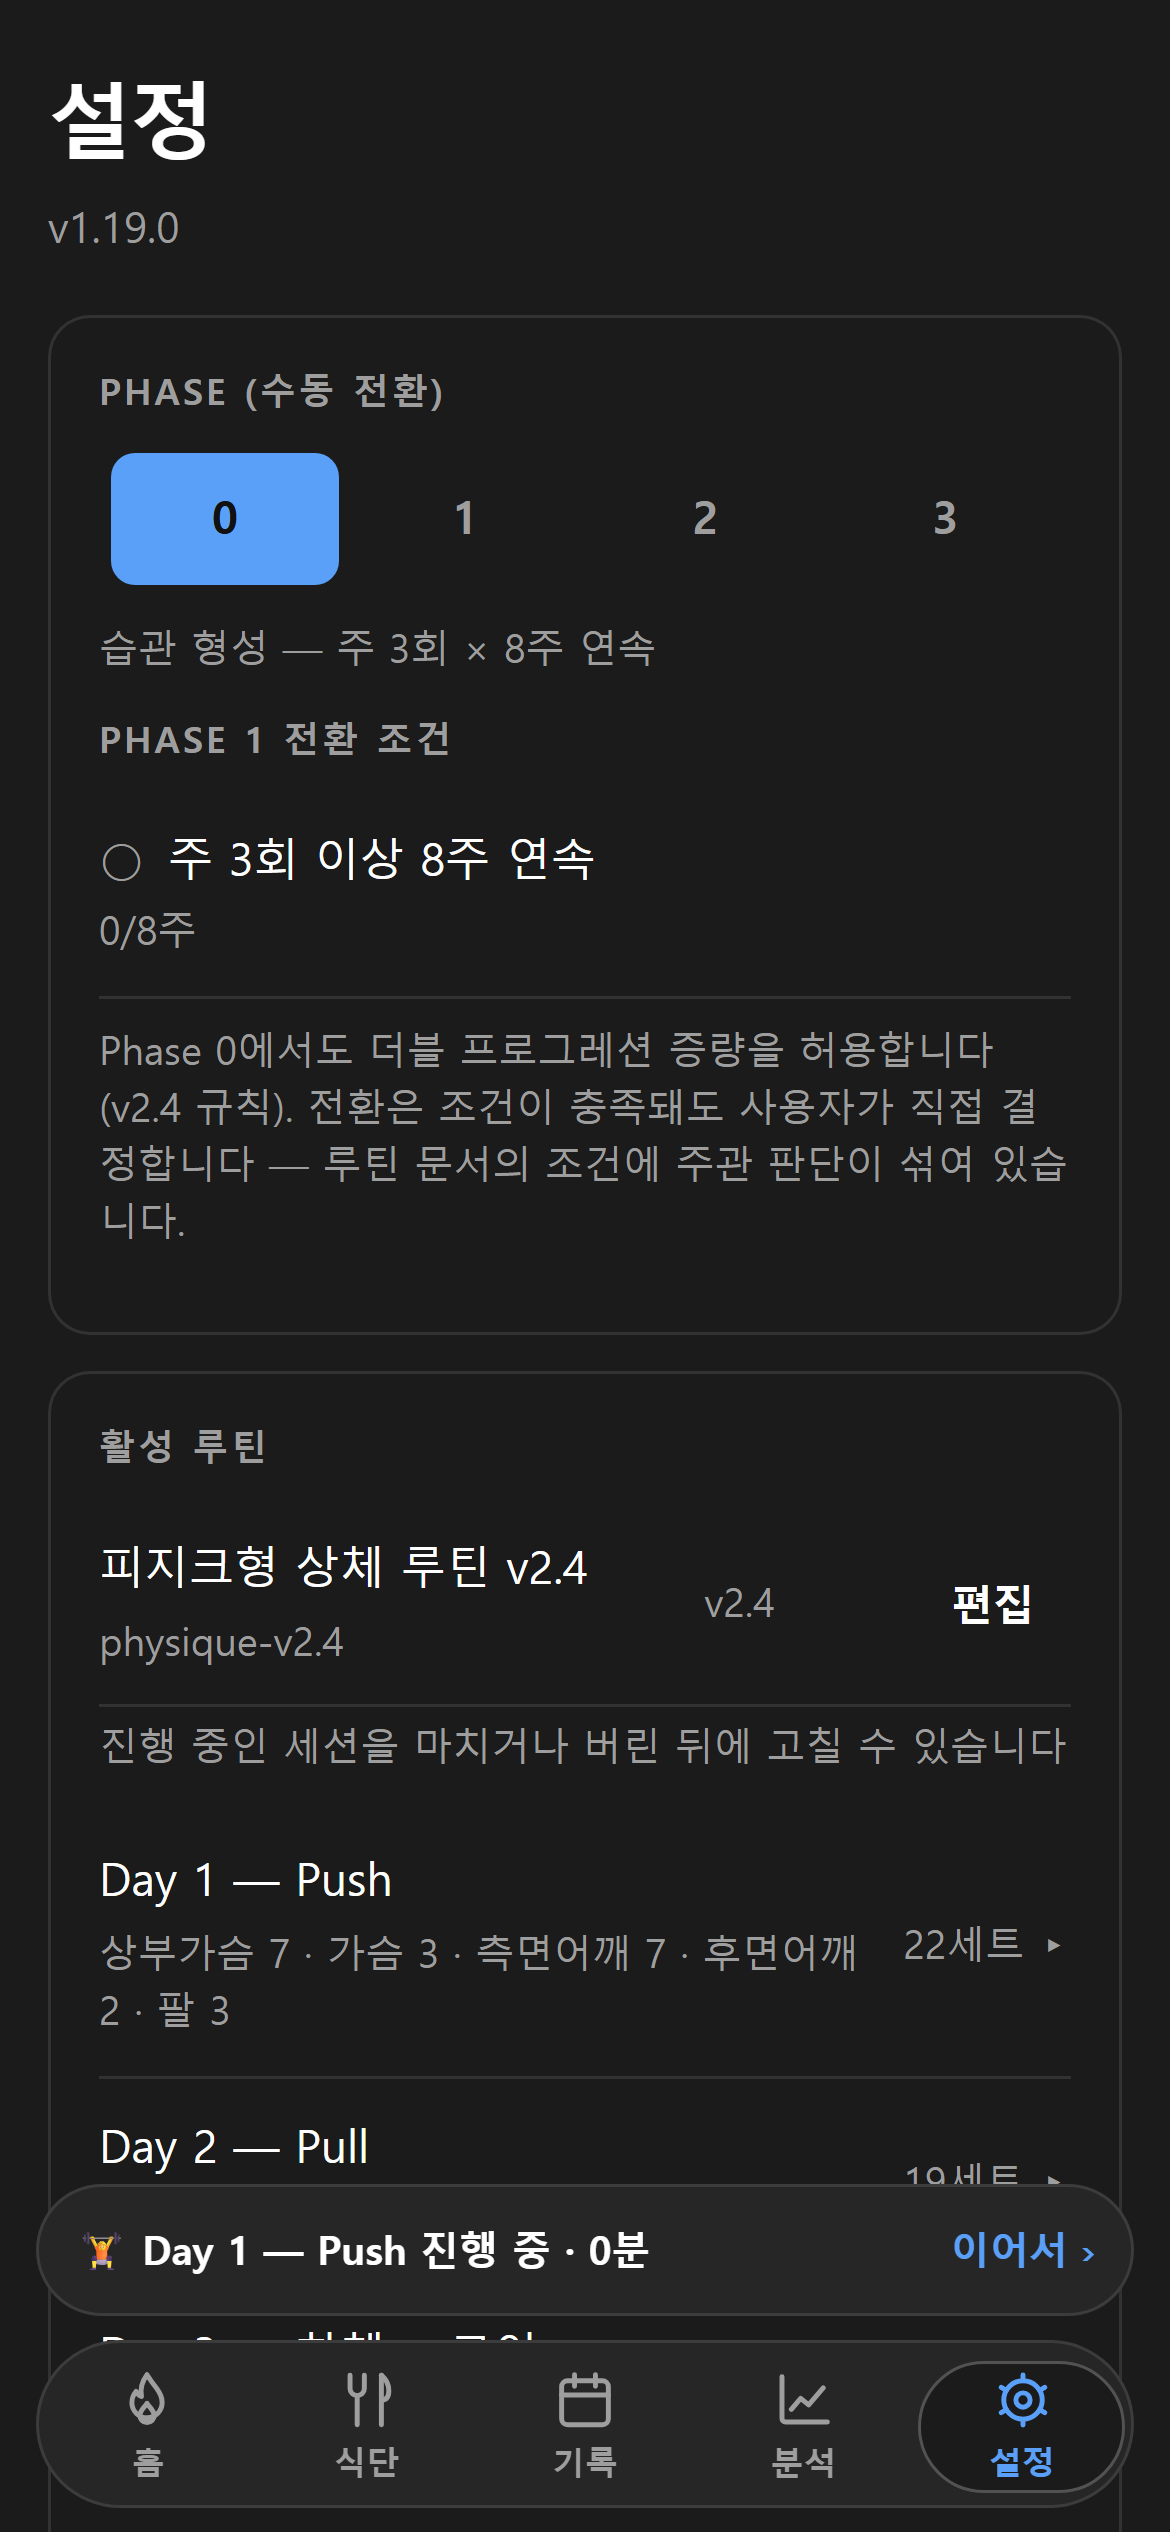 설정
v1.19.0
PHASE (수동 전환)
0 1 2 3
습관 형성 — 주 3회 × 8주 연속
PHASE 1 전환 조건
○ 주 3회 이상 8주 연속
0/8주
Phase 0에서도 더블 프로그레션 증량을 허용합니다
(v2.4 규칙). 전환은 조건이 충족돼도 사용자가 직접 결
정합니다 — 루틴 문서의 조건에 주관 판단이 섞여 있습
니다.
활성 루틴
피지크형 상체 루틴 v2.4
physique-v2.4
v2.4
편집
진행 중인 세션을 마치거나 버린 뒤에 고칠 수 있습니다
Day 1 — Push
상부가슴 7 · 가슴 3 · 측면어깨 7 · 후면어깨
2 · 팔 3
22세트 ▸
Day 2 — Pull
19세트 ▸
🏋️ Day 1 — Push 진행 중 · 0분
이어서 ›
홈 식단 기록 분석 설정